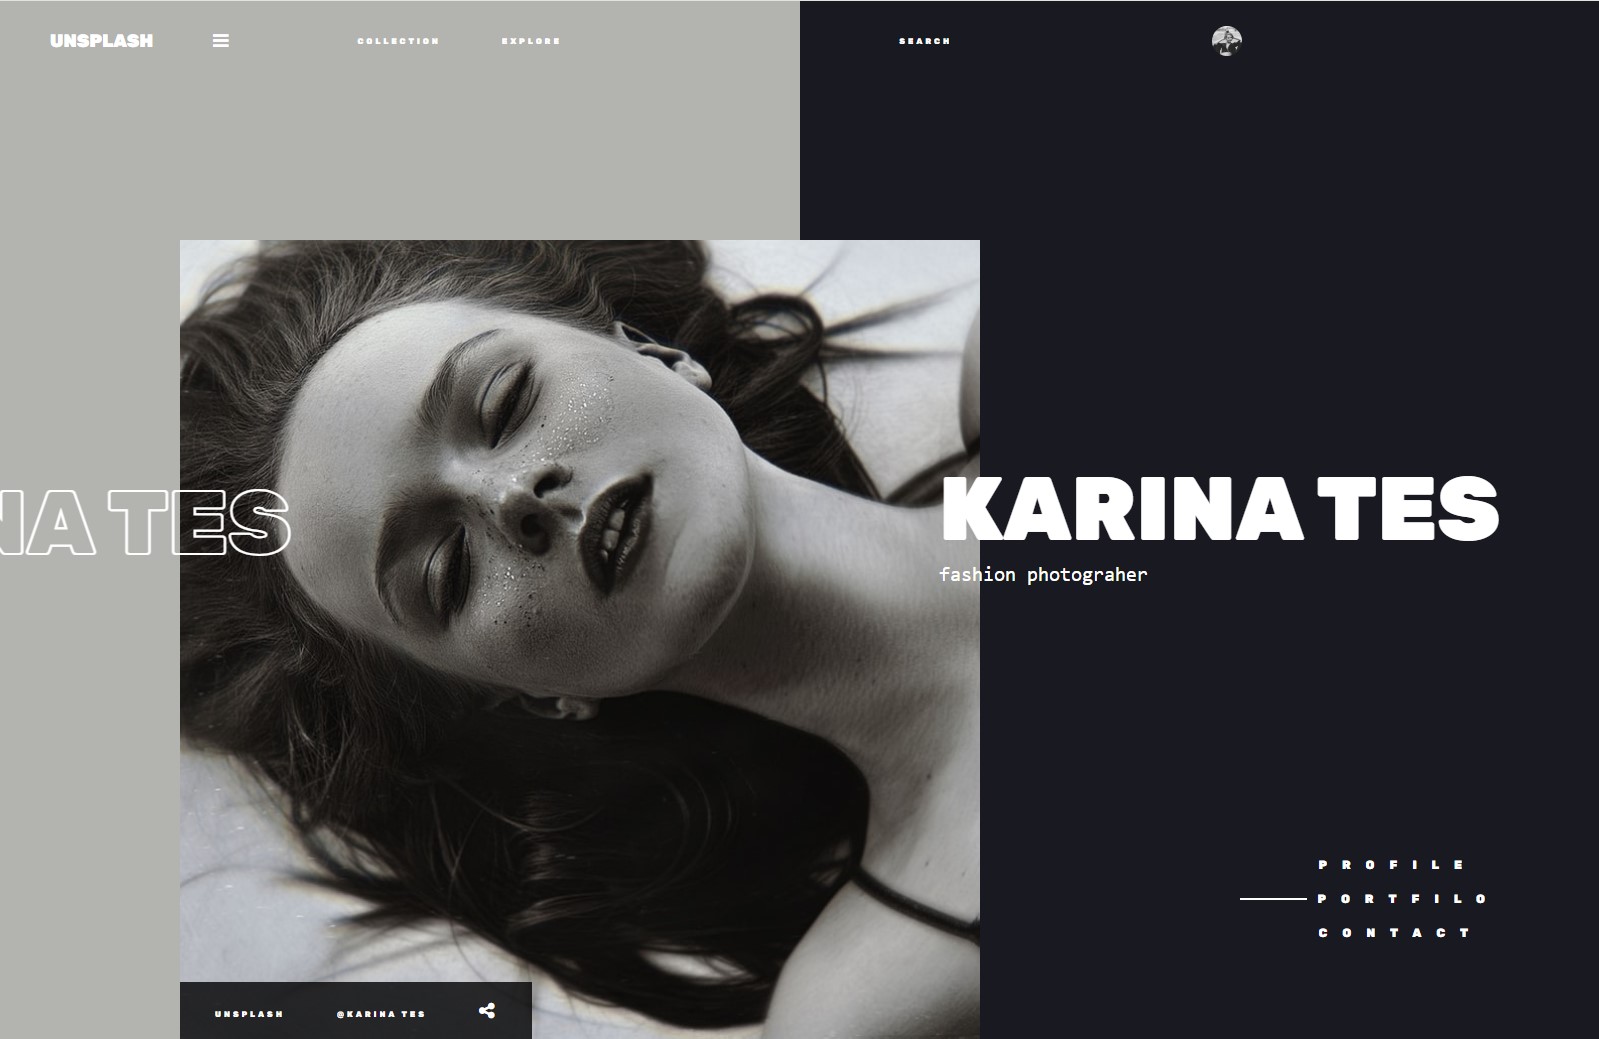 UNSPLASH COLLECTION EXPLORE SEARCH
NA TES
KARINA TES
fashion photograher
PROFILE
PORTFILO
CONTACT
UNSPLASH @KARINA TES